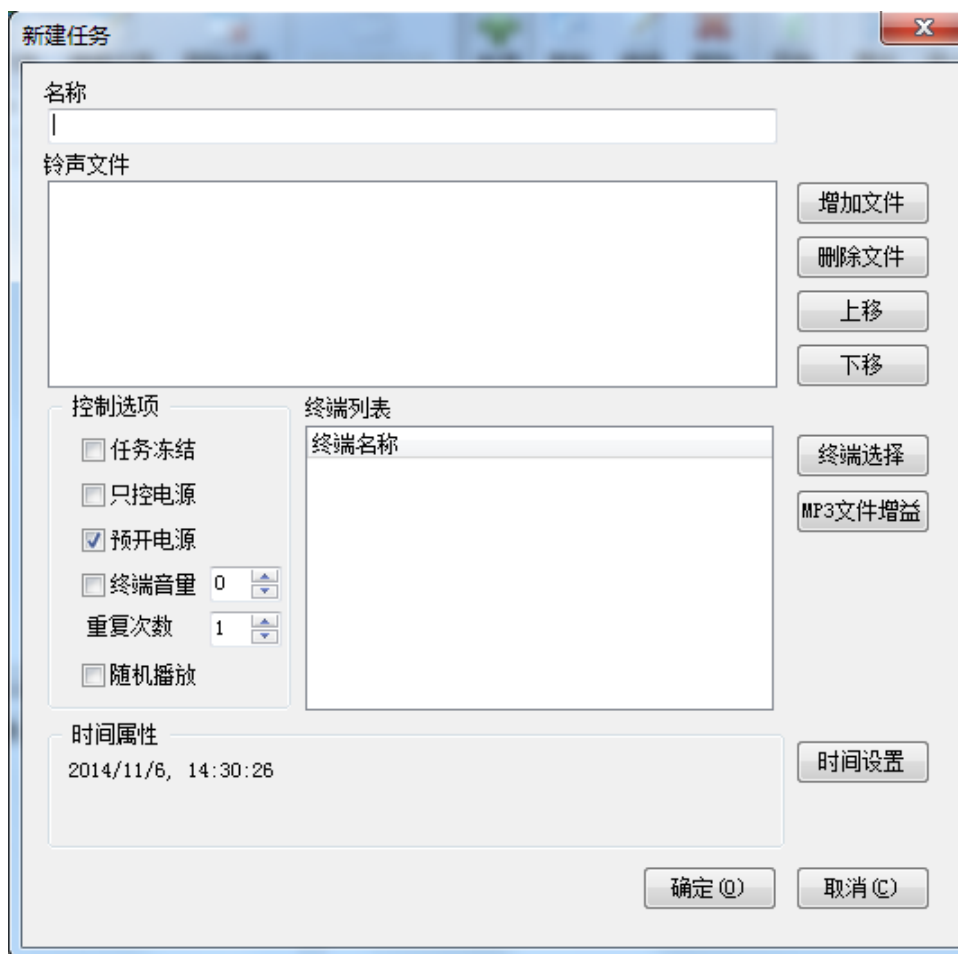 新建任务
名称
铃声文件
增加文件
删除文件
上移
下移
控制选项
任务冻结
只控电源
预开电源
终端音量 0
重复次数 1
随机播放
终端列表
终端名称
终端选择
MP3文件增益
时间属性
2014/11/6, 14:30:26
时间设置
确定(O)
取消(C)